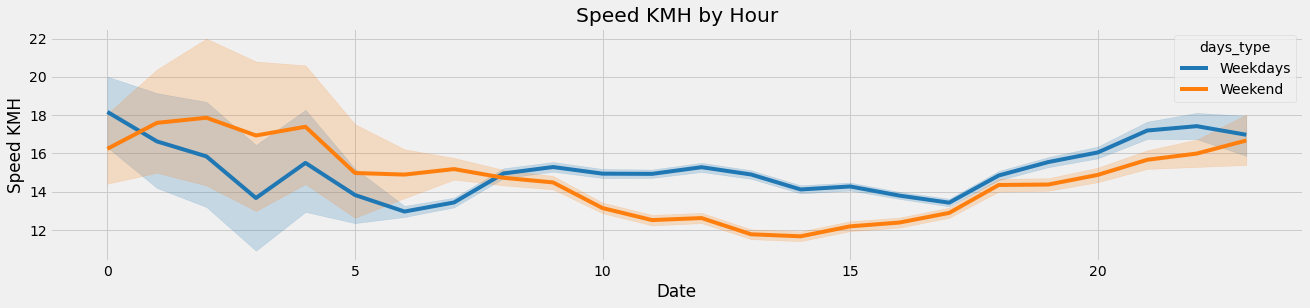 Speed KMH by Hour
Speed KMH
22
20
18
16
14
12
0
5
10
15
20
Date
days_type
Weekdays
Weekend